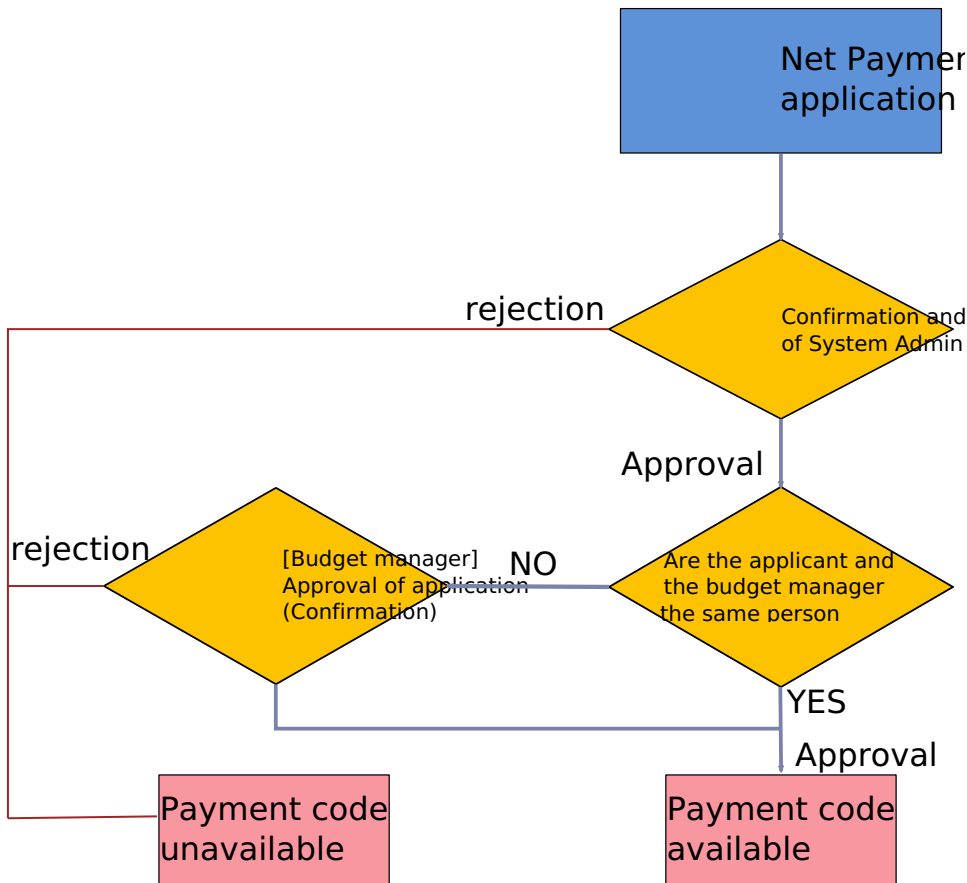 Net Paymen
application
rejection
Confirmation and
of System Admin
Approval
rejection
[Budget manager]
Approval of application
(Confirmation)
NO
Are the applicant and
the budget manager
the same person
YES
Approval
Payment code
unavailable
Payment code
available